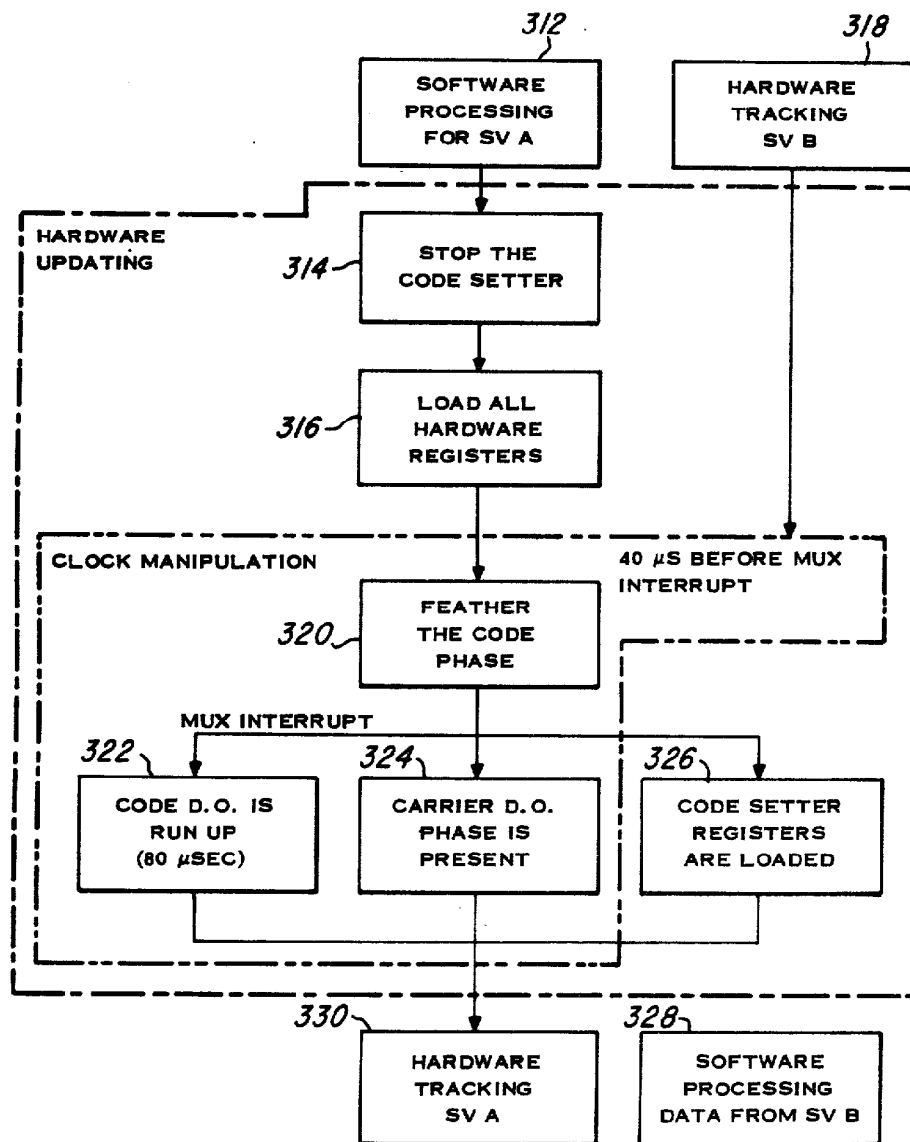 312
318
SOFTWARE
PROCESSING
FOR SV A
HARDWARE
TRACKING
SV B
HARDWARE
UPDATING
314
STOP THE
CODE SETTER
316
LOAD ALL
HARDWARE
REGISTERS
CLOCK MANIPULATION
40 μS BEFORE MUX
INTERRUPT
320
FEATHER
THE CODE
PHASE
MUX INTERRUPT
322
324
326
CODE D.O. IS
RUN UP
(80 μSEC)
CARRIER D.O.
PHASE IS
PRESENT
CODE SETTER
REGISTERS
ARE LOADED
330
328
HARDWARE
TRACKING
SV A
SOFTWARE
PROCESSING
DATA FROM SV B